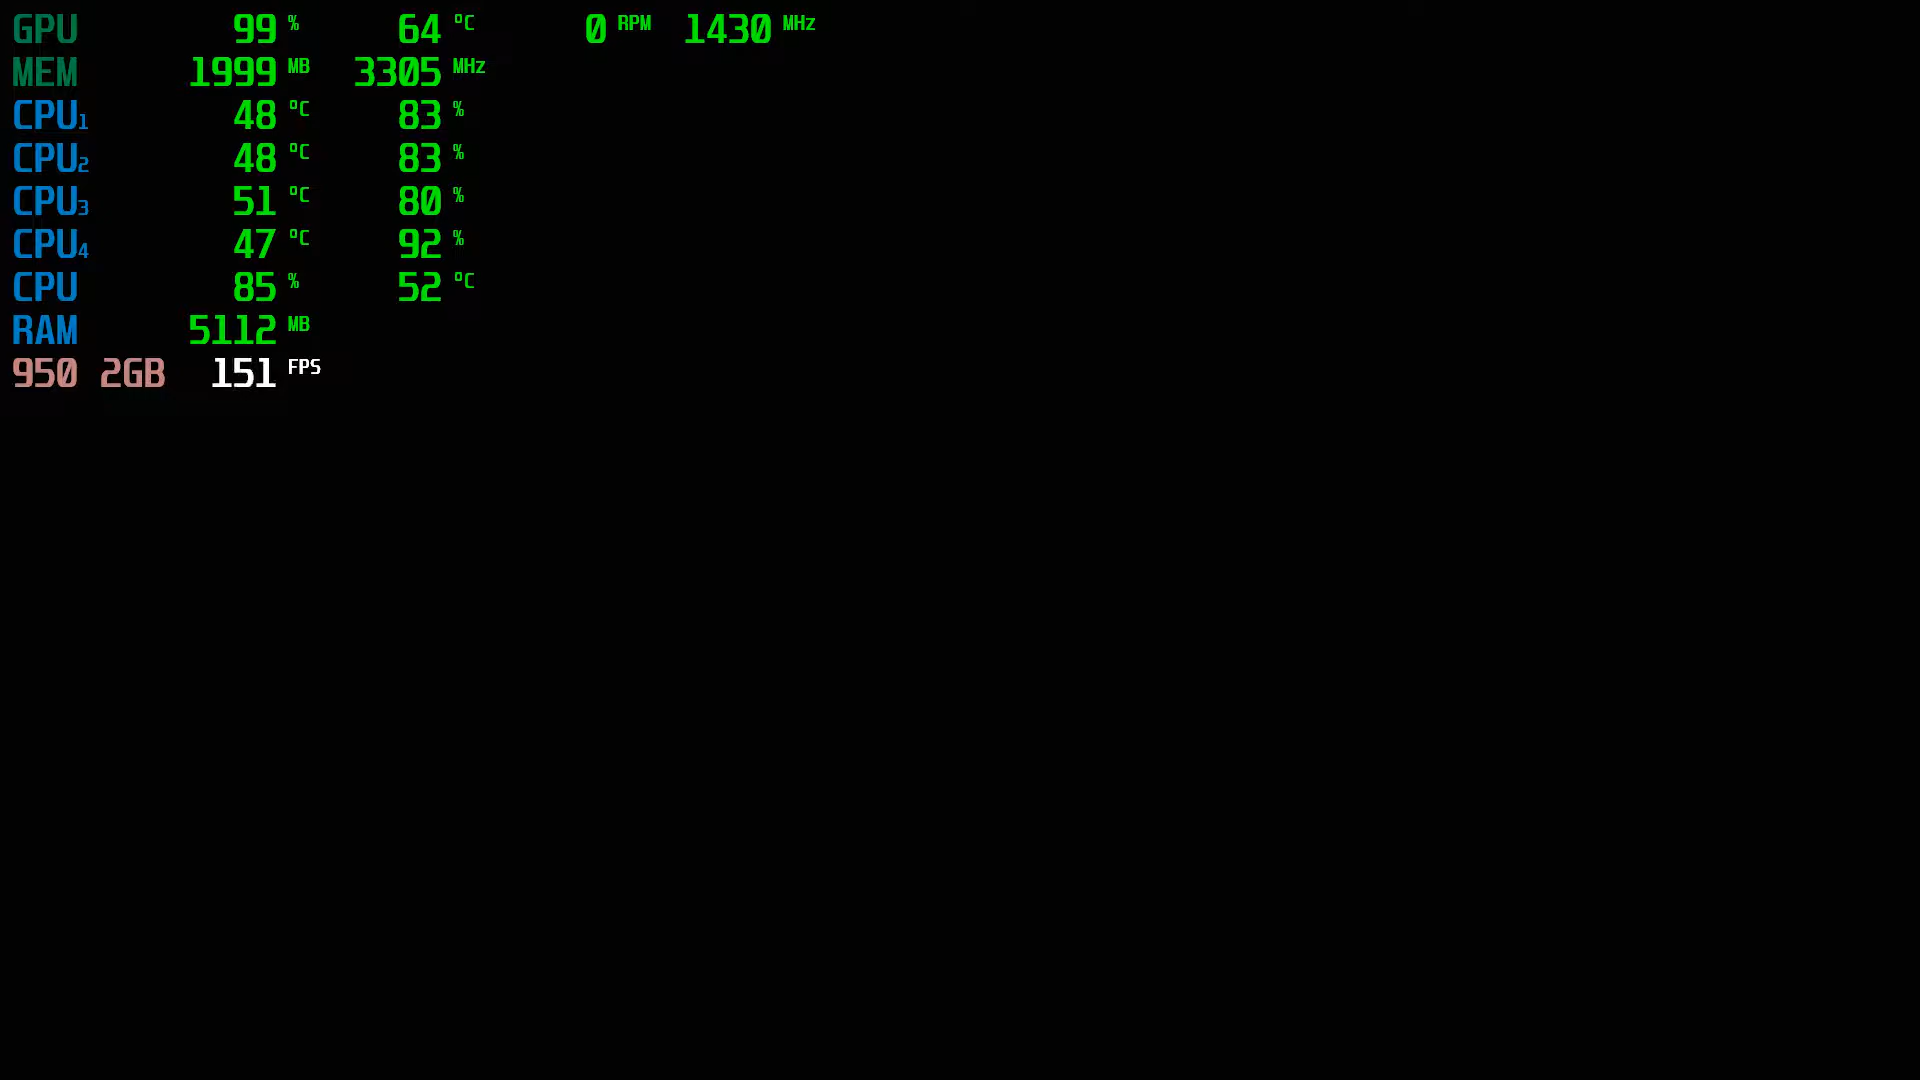 GPU 99 % 64 °C 0 RPM 1430 MHz
MEM 1999 MB 3305 MHz
CPU1 48 °C 83 %
CPU2 48 °C 83 %
CPU3 51 °C 80 %
CPU4 47 °C 92 %
CPU 85 % 52 °C
RAM 5112 MB
950 2GB 151 FPS